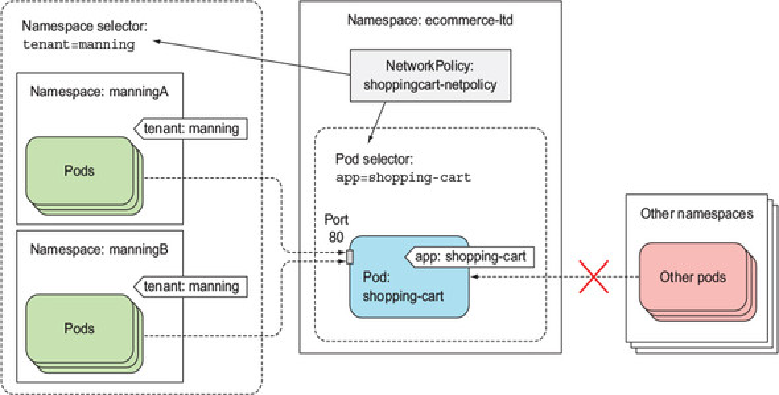 Namespace selector:
tenant=manning
Namespace: manningA
tenant: manning
Pods
Namespace: manningB
tenant: manning
Pods
Namespace: ecommerce-ltd
NetworkPolicy:
shoppingcart-netpolicy
Pod selector:
app=shopping-cart
Port
80
app: shopping-cart
Pod:
shopping-cart
Other namespaces
Other pods